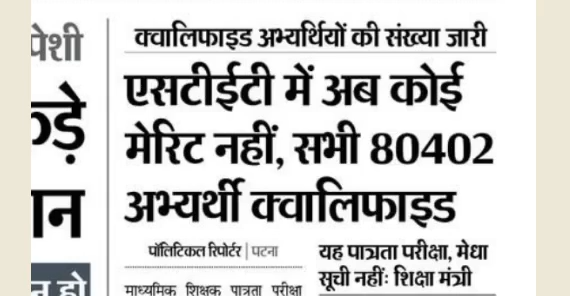 पेशी
ड़े
न
न हो
क्वालिफाइड अभ्यर्थियों की संख्या जारी
एसटीईटी में अब कोई
मेरिट नहीं, सभी 80402
अभ्यर्थी क्वालिफाइड
पॉलिटिकल रिपोर्टर | पटना
माध्यमिक शिक्षक पात्रता परीक्षा
यह पात्रता परीक्षा, मेधा
सूची नहीं: शिक्षा मंत्री